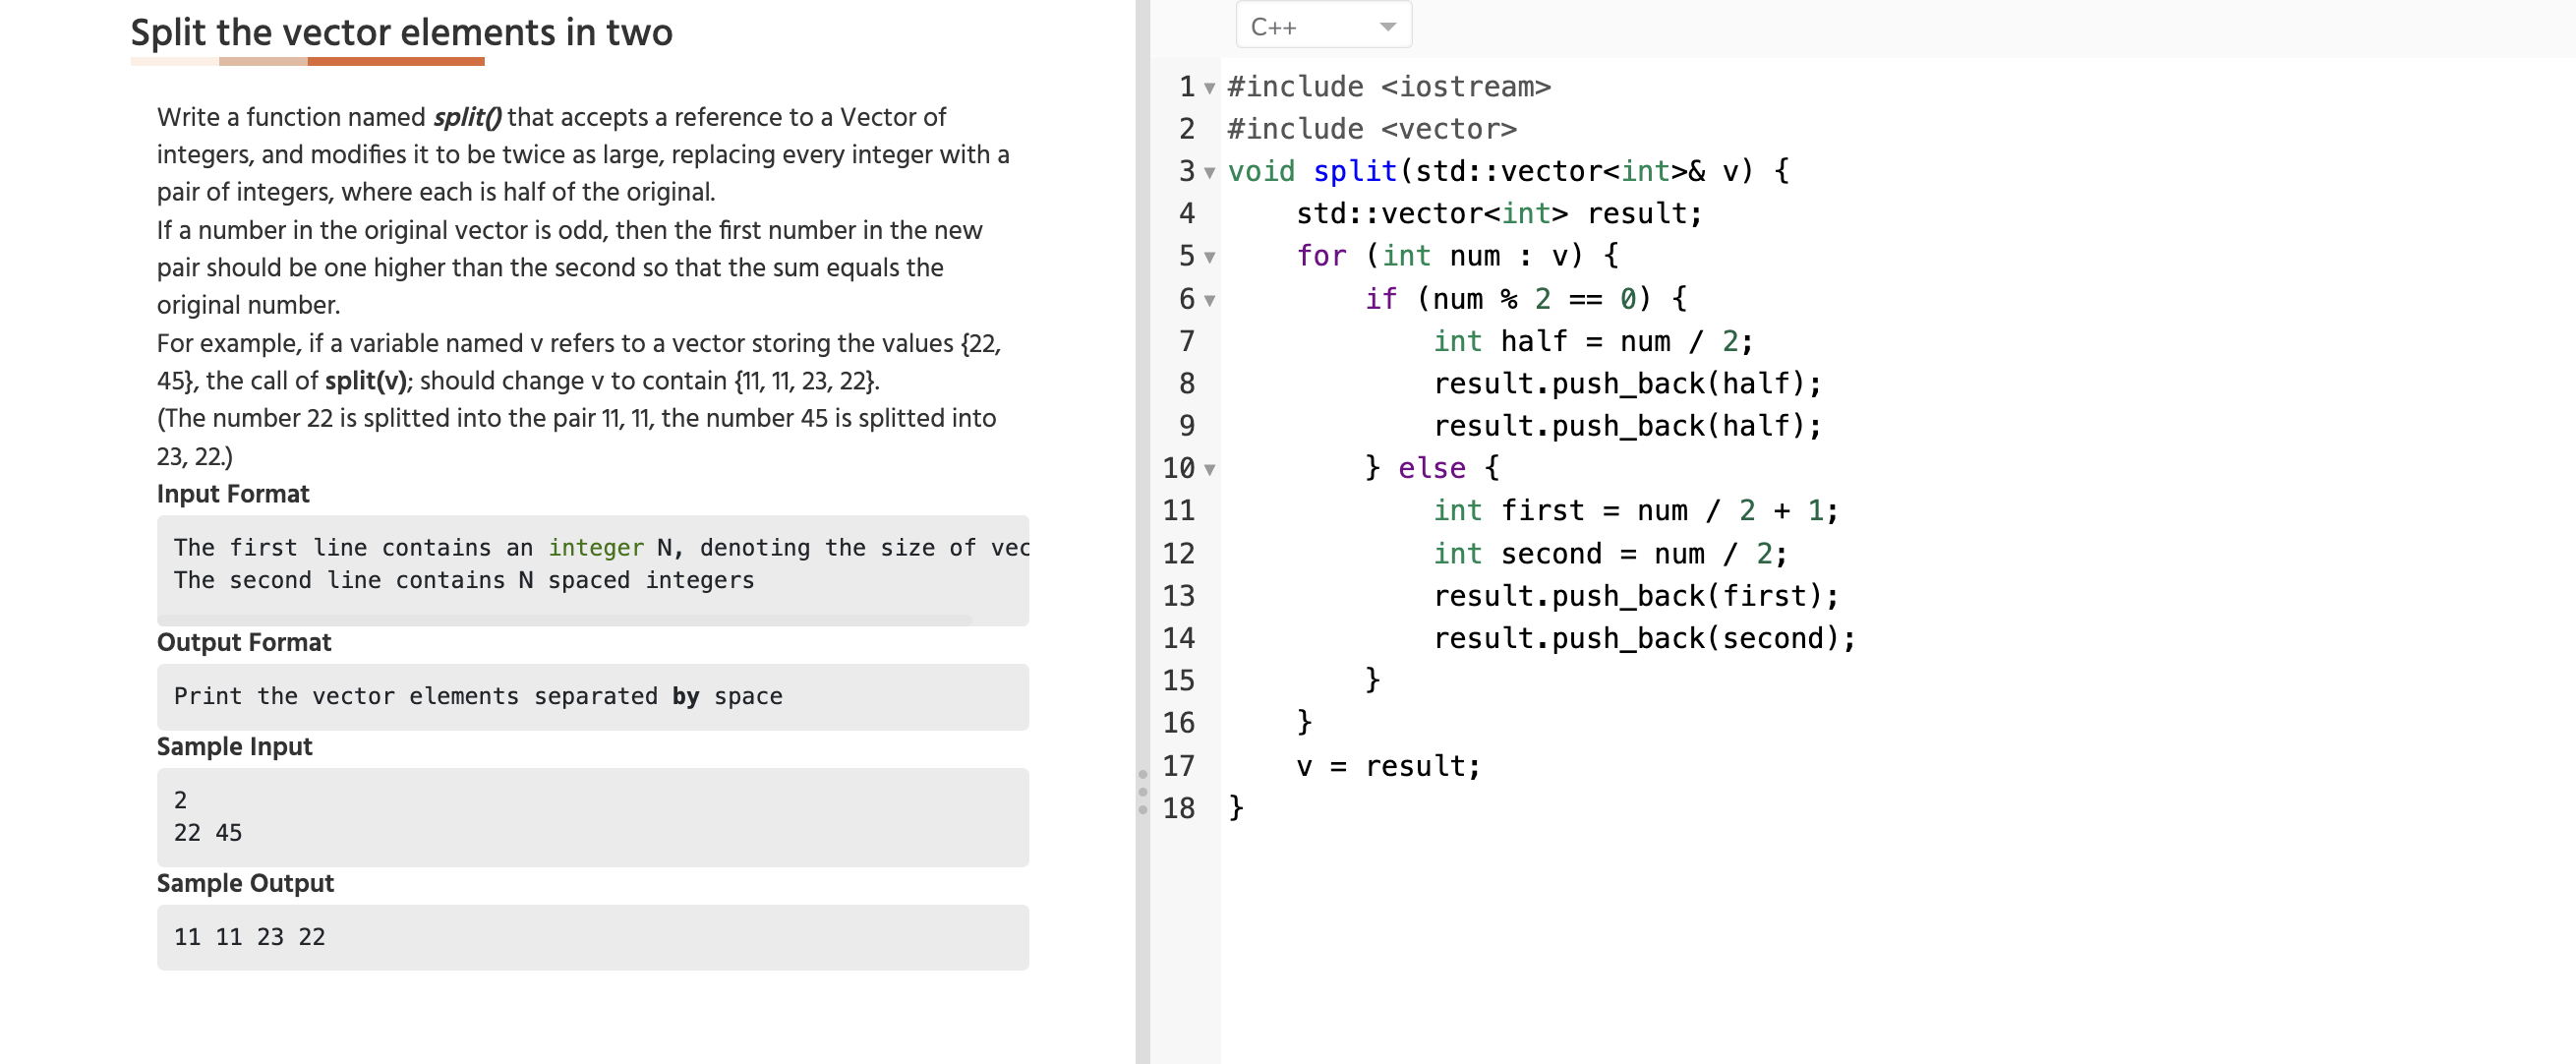 Split the vector elements in two
Write a function named split() that accepts a reference to a Vector of
integers, and modifies it to be twice as large, replacing every integer with a
pair of integers, where each is half of the original.
If a number in the original vector is odd, then the first number in the new
pair should be one higher than the second so that the sum equals the
original number.
For example, if a variable named v refers to a vector storing the values {22,
45}, the call of split(v); should change v to contain {11, 11, 23, 22}.
(The number 22 is splitted into the pair 11, 11, the number 45 is splitted into
23, 22.)
Input Format
The first line contains an integer N, denoting the size of vec
The second line contains N spaced integers
Output Format
Print the vector elements separated by space
Sample Input
2
22 45
Sample Output
11 11 23 22
C++
1 #include <iostream>
2 #include <vector>
3 void split(std::vector<int>& v) {
4     std::vector<int> result;
5     for (int num : v) {
6         if (num % 2 == 0) {
7             int half = num / 2;
8             result.push_back(half);
9             result.push_back(half);
10         } else {
11             int first = num / 2 + 1;
12             int second = num / 2;
13             result.push_back(first);
14             result.push_back(second);
15         }
16     }
17     v = result;
18 }